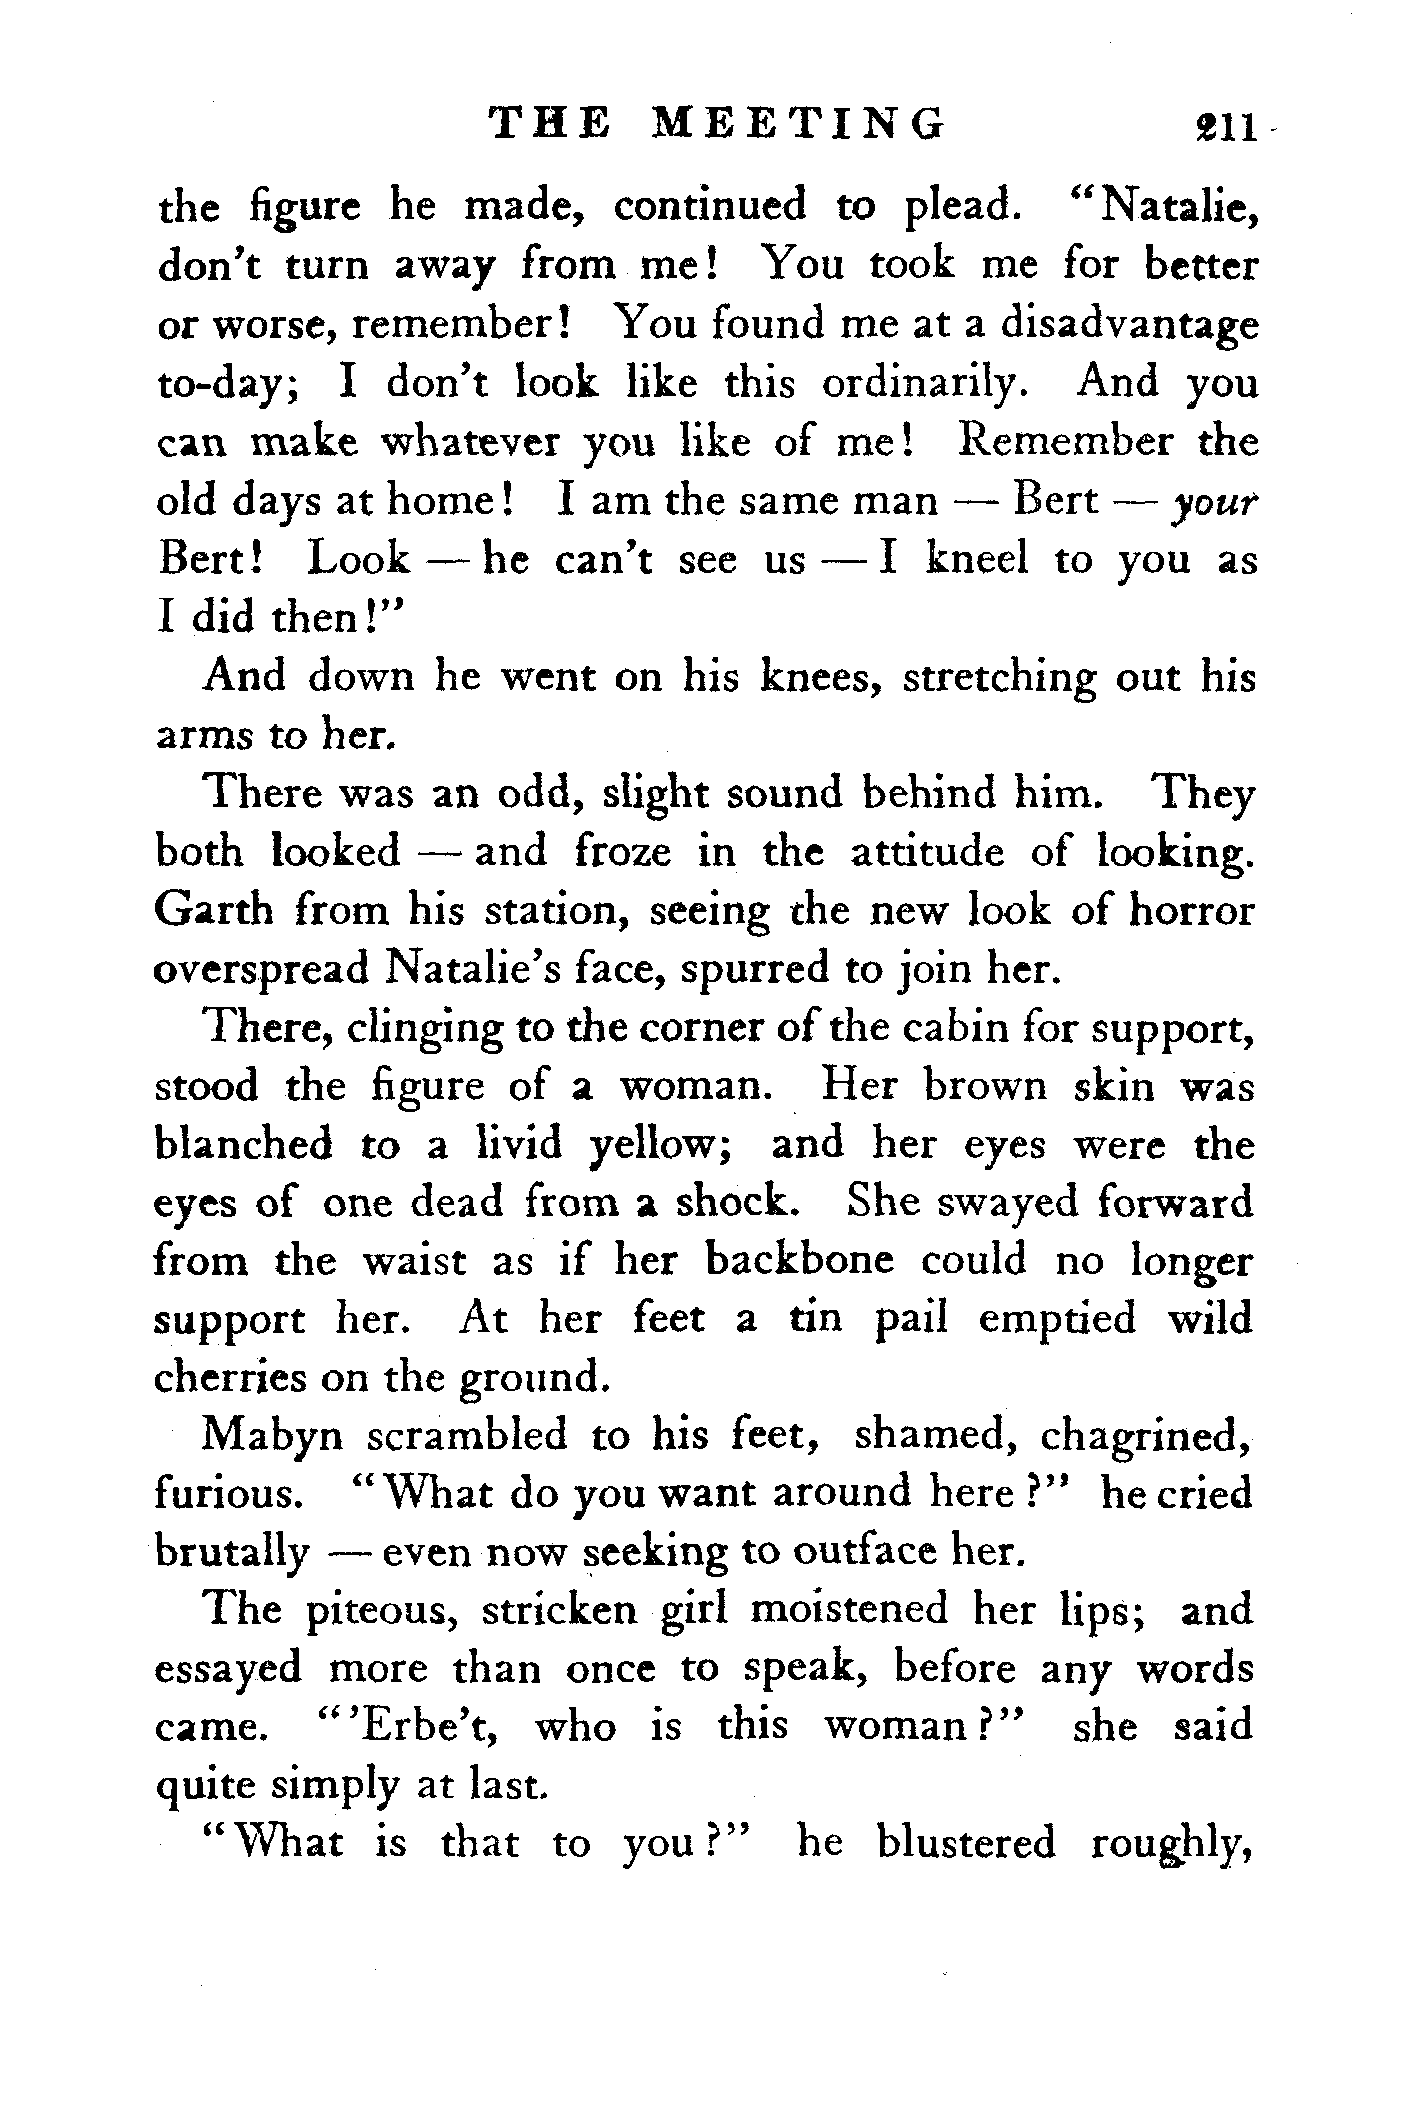 THE MEETING 211
the figure he made, continued to plead. “Natalie,
don’t turn away from me! You took me for better
or worse, remember! You found me at a disadvantage
to-day; I don’t look like this ordinarily. And you
can make whatever you like of me! Remember the
old days at home! I am the same man — Bert — your
Bert! Look — he can’t see us — I kneel to you as
I did then!”
And down he went on his knees, stretching out his
arms to her.
There was an odd, slight sound behind him. They
both looked — and froze in the attitude of looking.
Garth from his station, seeing the new look of horror
overspread Natalie’s face, spurred to join her.
There, clinging to the corner of the cabin for support,
stood the figure of a woman. Her brown skin was
blanched to a livid yellow; and her eyes were the
eyes of one dead from a shock. She swayed forward
from the waist as if her backbone could no longer
support her. At her feet a tin pail emptied wild
cherries on the ground.
Mabyn scrambled to his feet, shamed, chagrined,
furious. “What do you want around here?” he cried
brutally — even now seeking to outface her.
The piteous, stricken girl moistened her lips; and
essayed more than once to speak, before any words
came. “’Erbe’t, who is this woman?” she said
quite simply at last.
“What is that to you?” he blustered roughly,